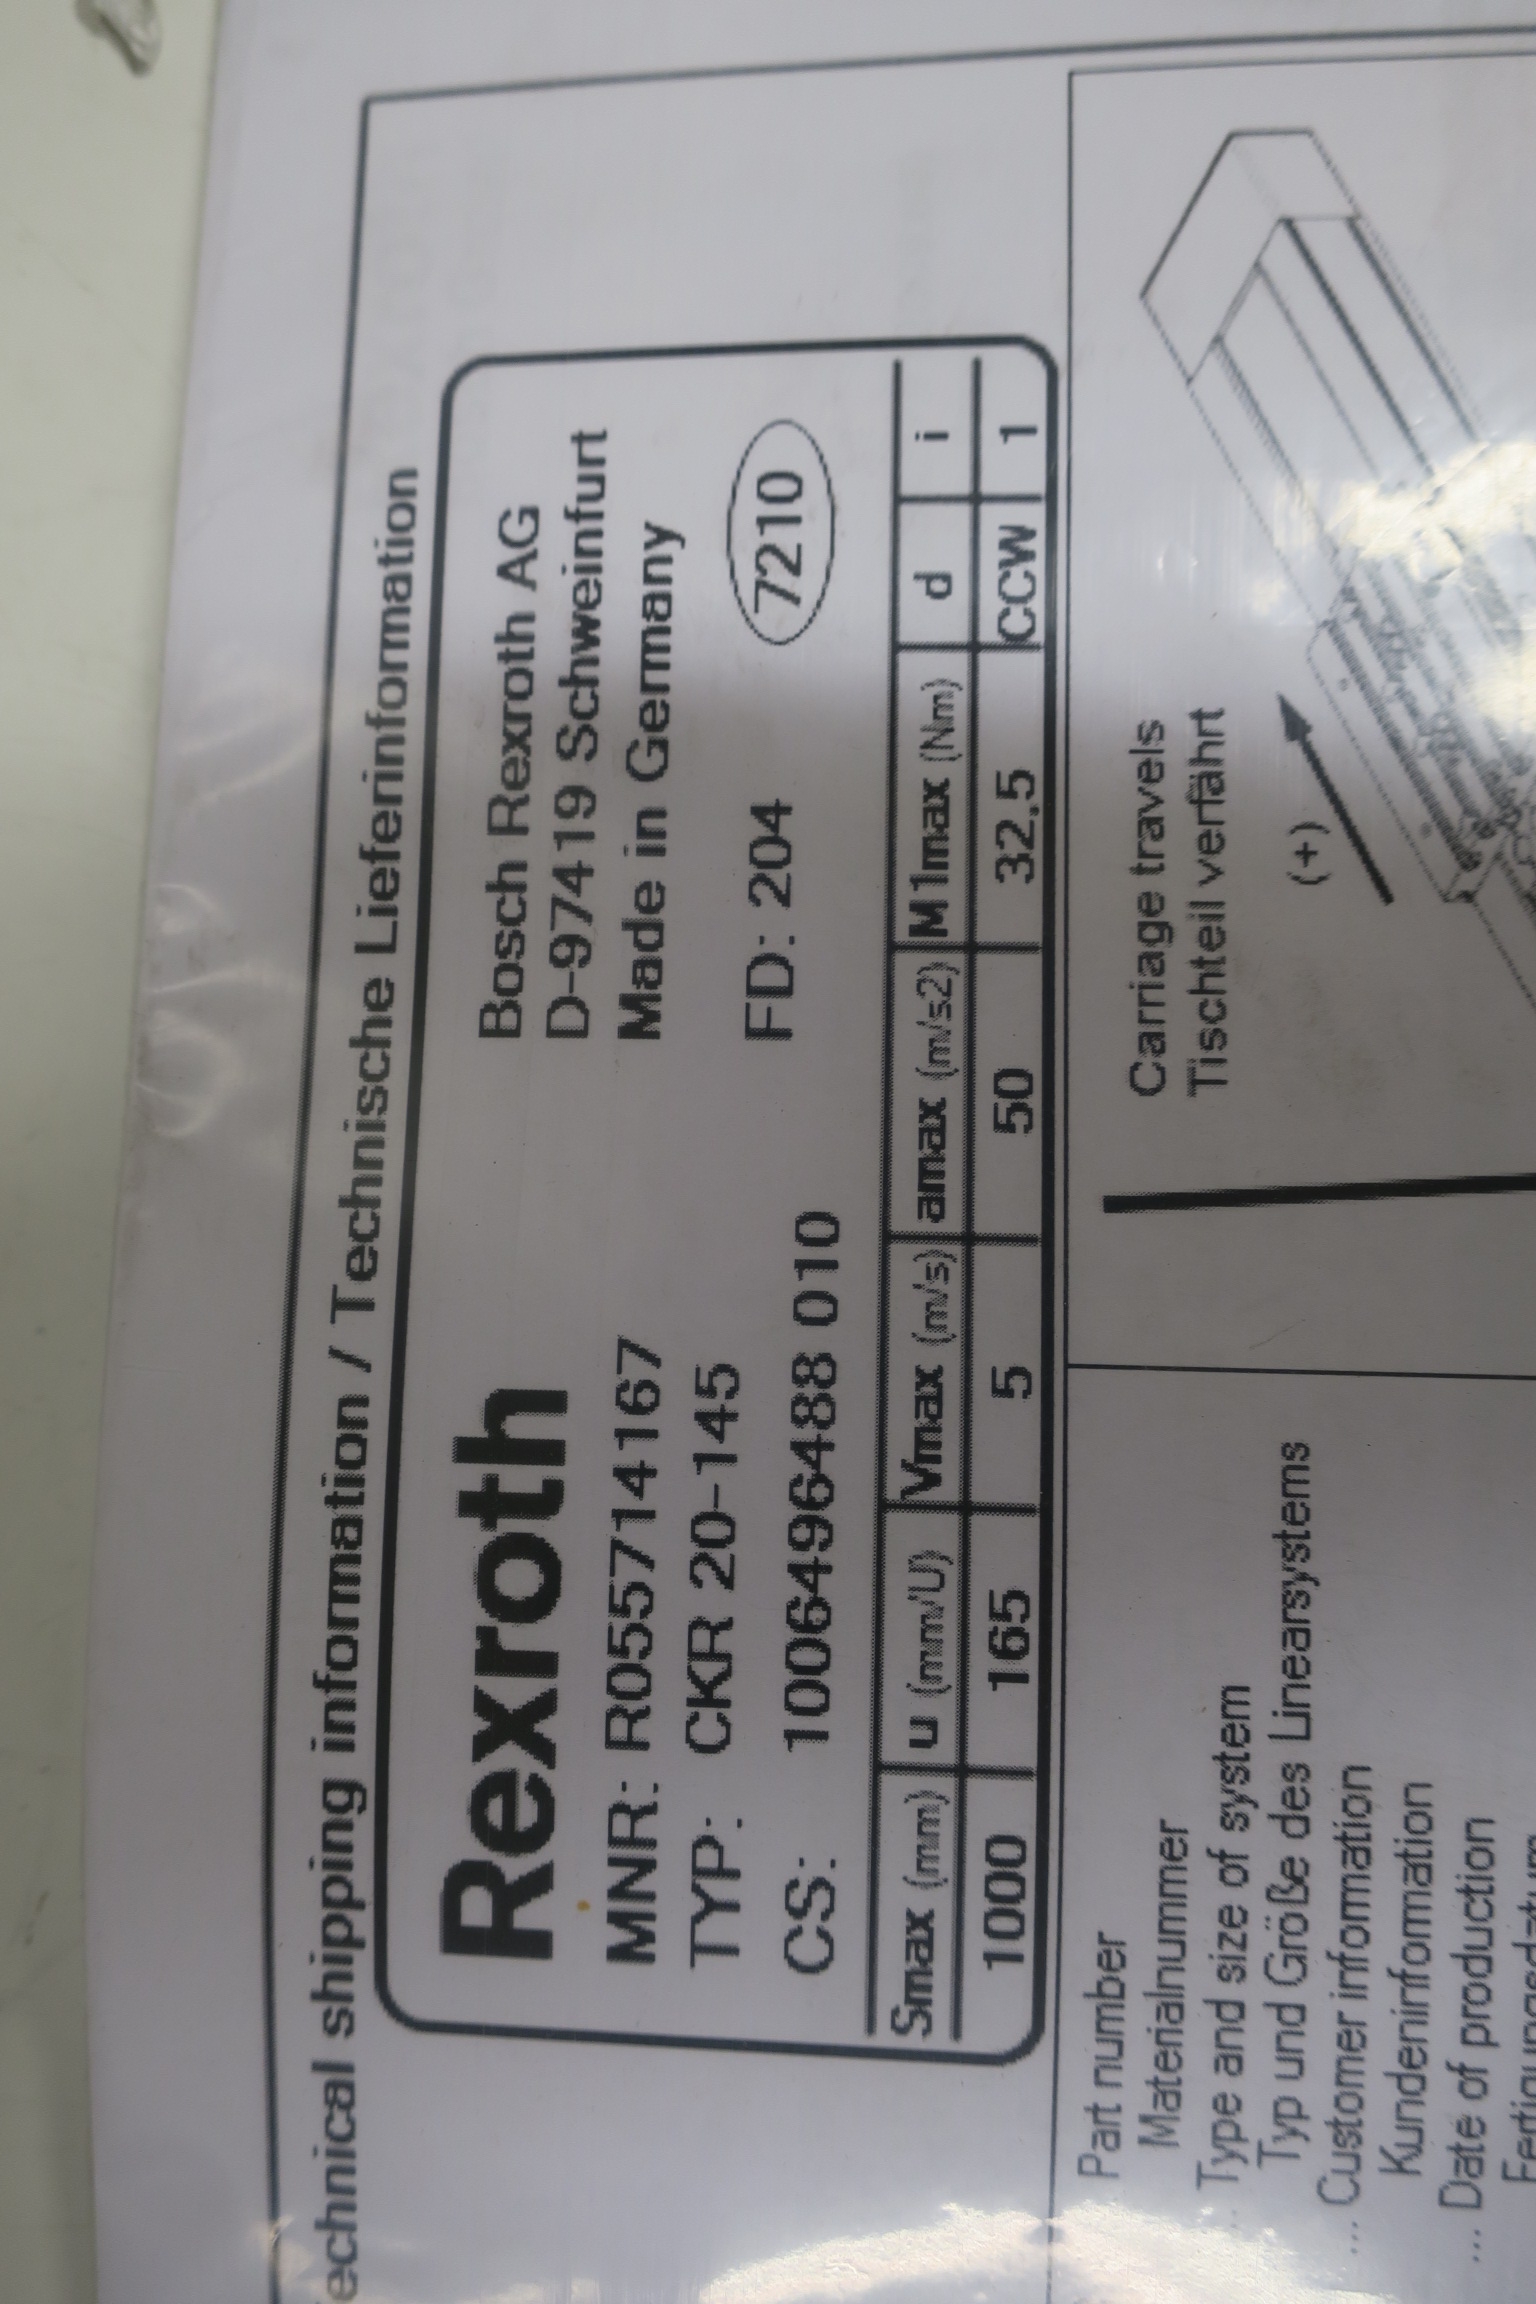 echnical shipping information / Technische Lieferinformation
Rexroth
Bosch Rexroth AG
D-97419 Schweinfurt
Made in Germany
MNR: R055714167
TYP: CKR 20-145
FD: 204
7210
CS: 1006496488 010
Smax (mm) u (mm/U) Vmax (m/s) amax (m/s2) M1max (Nm) d i
1000 165 5 50 32.5 CCW 1
Part number
Materialnummer
... Type and size of system
Typ und Größe des Linearsystems
... Customer information
Kundeninformation
... Date of production
Carriage travels
Tischteil verfährt
(+)